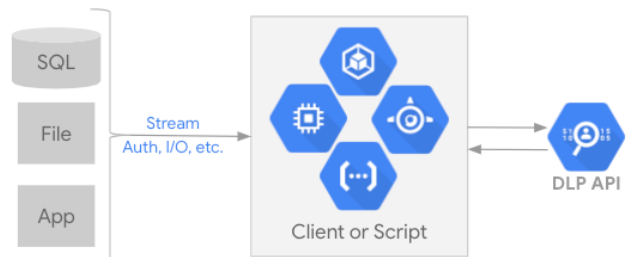 SQL
File
App
Stream
Auth, I/O, etc.
Client or Script
DLP API